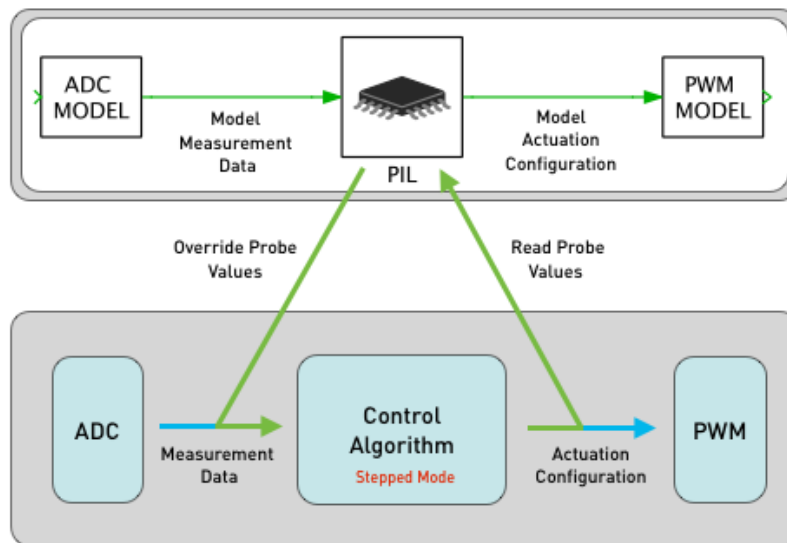 ADC
MODEL
Model
Measurement
Data
PIL
Model
Actuation
Configuration
PWM
MODEL
Override Probe
Values
Read Probe
Values
ADC
Measurement
Data
Control
Algorithm
Stepped Mode
Actuation
Configuration
PWM